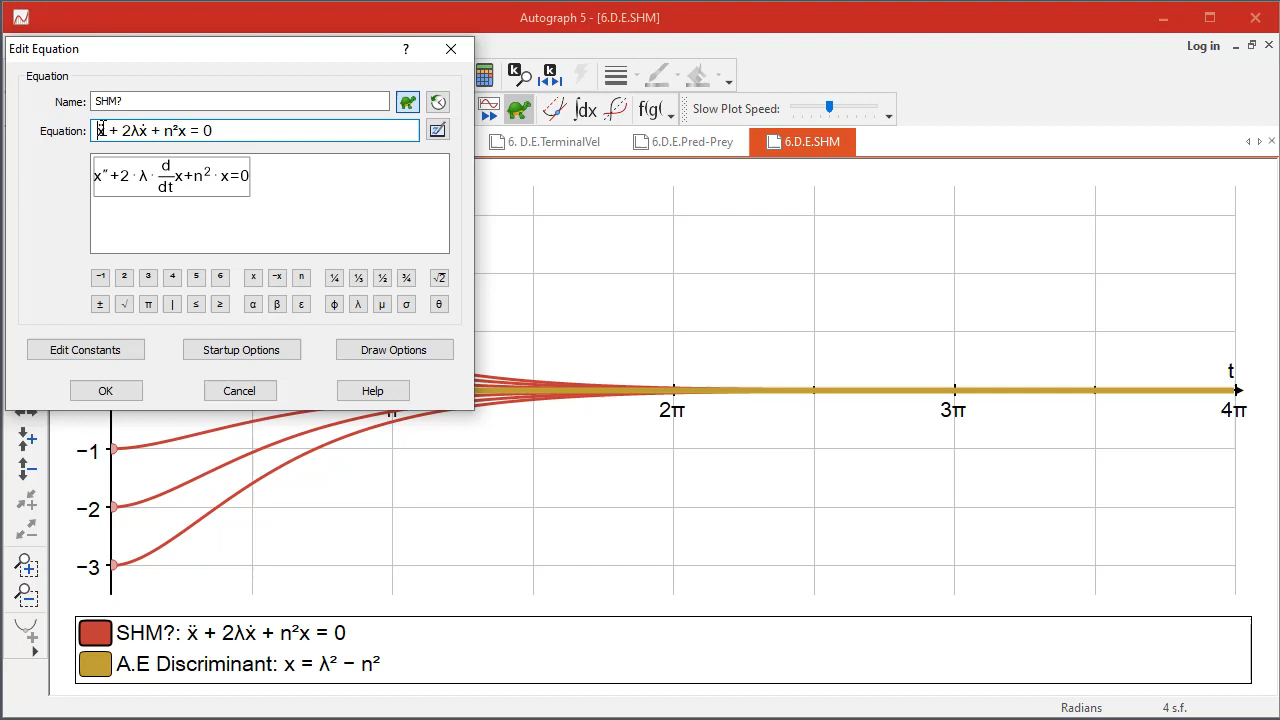 Autograph 5 - [6.D.E.SHM]
Log in
Edit Equation
?
Equation
Name: SHM?
Equation: ẍ + 2λẋ + n²x = 0
x″+2·λ·d/dt x+n²·x=0
⁻¹ ² ³ ⁴ ⁵ ⁶ ˣ ⁻ˣ ⁿ ¼ ⅓ ½ ¾ √2
± √ π | ≤ ≥ α β ε ϕ λ μ σ θ
Edit Constants Startup Options Draw Options
OK Cancel Help
k k
∫dx f(g( Slow Plot Speed:
6. D.E.TerminalVel 6.D.E.Pred-Prey 6.D.E.SHM
t
2π 3π 4π
−1
−2
−3
SHM?: ẍ + 2λẋ + n²x = 0
A.E Discriminant: x = λ² − n²
Radians 4 s.f.